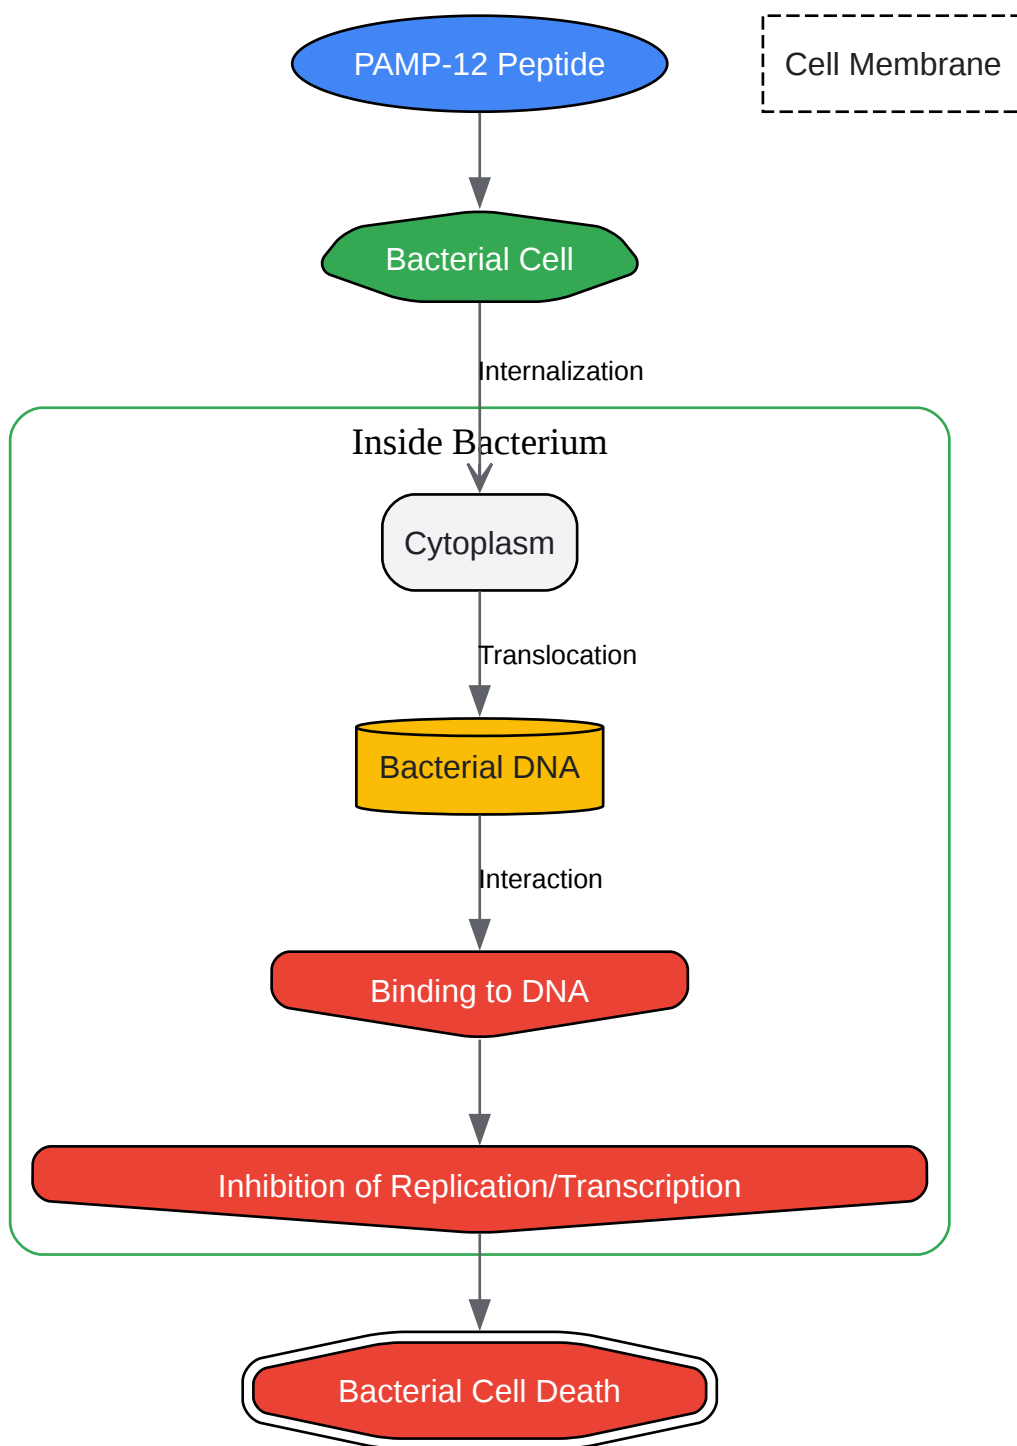 PAMP-12 Peptide
Cell Membrane
Bacterial Cell
Internalization
Inside Bacterium
Cytoplasm
Translocation
Bacterial DNA
Interaction
Binding to DNA
Inhibition of Replication/Transcription
Bacterial Cell Death